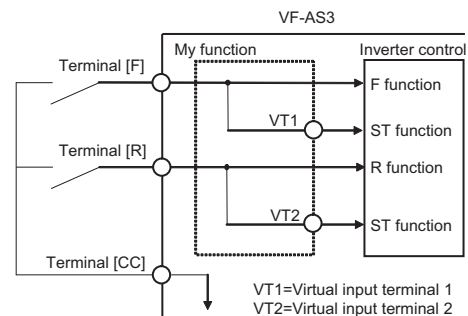 VF-AS3
My function
Inverter control
Terminal [F]
F function
VT1
ST function
Terminal [R]
R function
VT2
ST function
Terminal [CC]
VT1=Virtual input terminal 1
VT2=Virtual input terminal 2